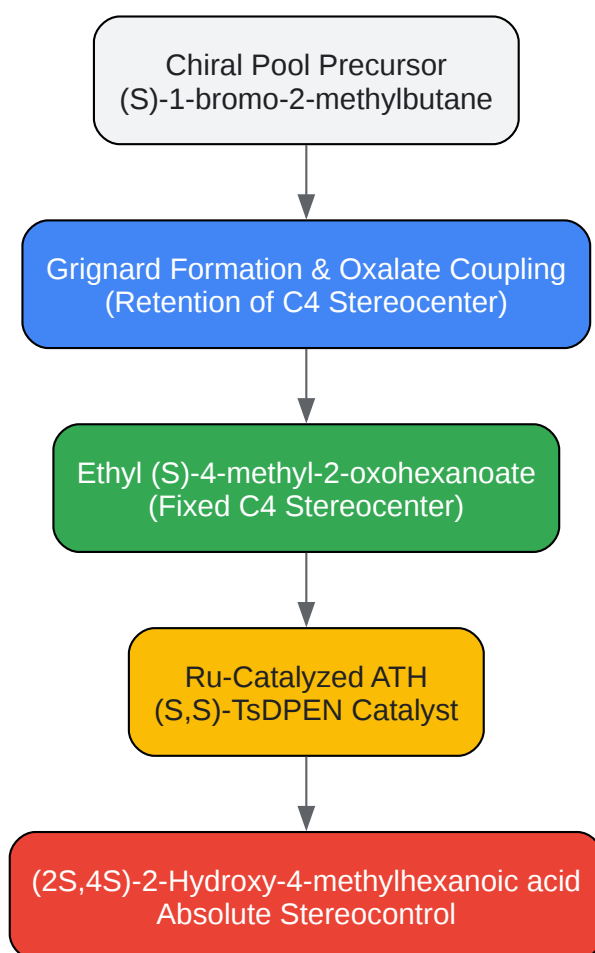 Chiral Pool Precursor
(S)-1-bromo-2-methylbutane
Grignard Formation & Oxalate Coupling
(Retention of C4 Stereocenter)
Ethyl (S)-4-methyl-2-oxohexanoate
(Fixed C4 Stereocenter)
Ru-Catalyzed ATH
(S,S)-TsDPEN Catalyst
(2S,4S)-2-Hydroxy-4-methylhexanoic acid
Absolute Stereocontrol